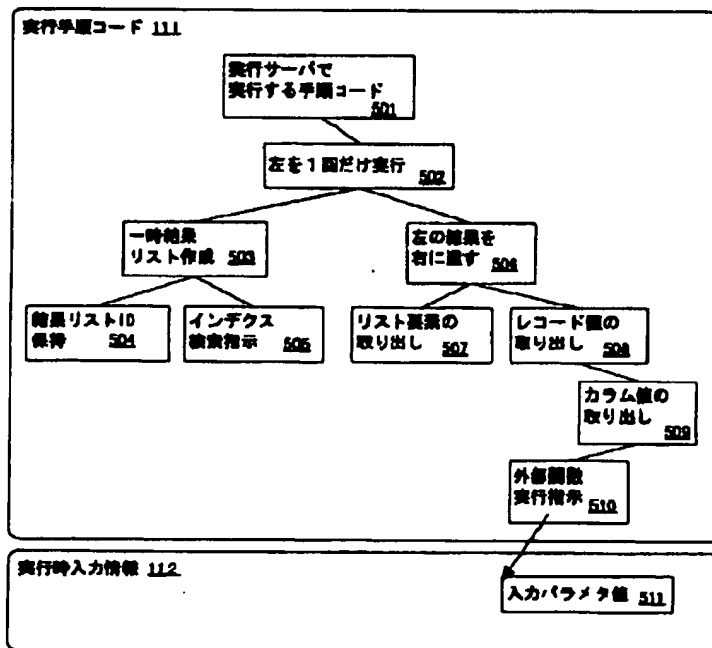 実行手順コード 111
実行サーバで
実行する手順コード
501
左を1回だけ実行 502
一時結果
リスト作成 503
左の結果を
右に渡す 506
結果リストID
保持 504
インデクス
検索指示 505
リスト要素の
取り出し 507
レコード値の
取り出し 508
カラム値の
取り出し 509
外部関数
実行指示 510
実行時入力情報 112
入力パラメタ値 511